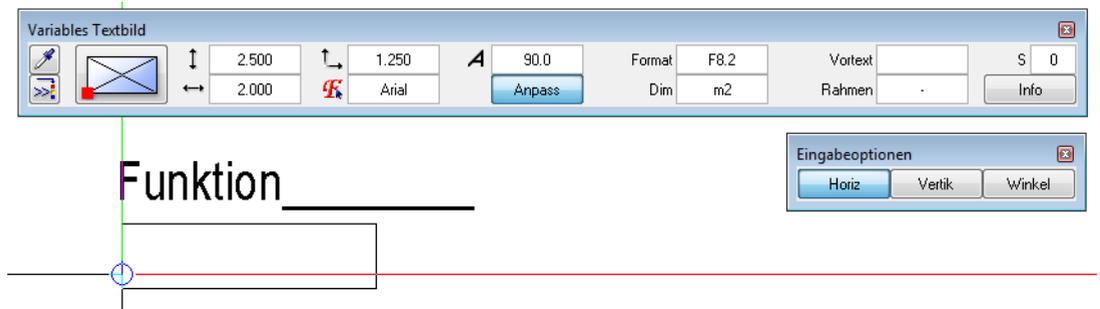 Variables Textbild
2.500 1.250 A 90.0 Format F8.2 Vortext S 0
2.000 Arial Anpass Dim m2 Rahmen - Info
Eingabeoptionen
Horiz Vertik Winkel
Funktion________